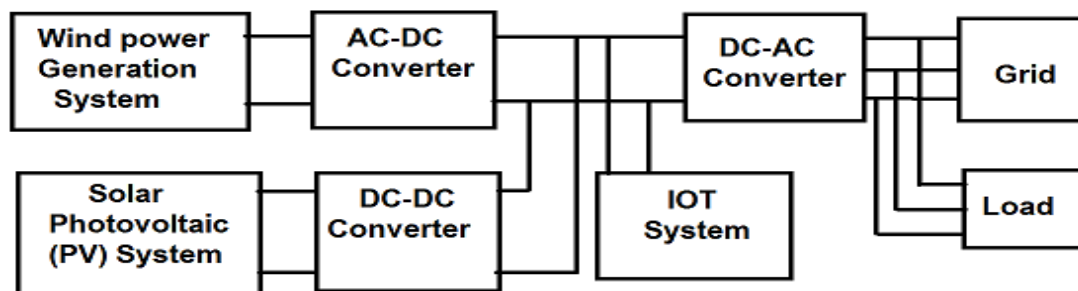 Wind power
Generation
System
AC-DC
Converter
DC-AC
Converter
Grid
Solar
Photovoltaic
(PV) System
DC-DC
Converter
IOT
System
Load